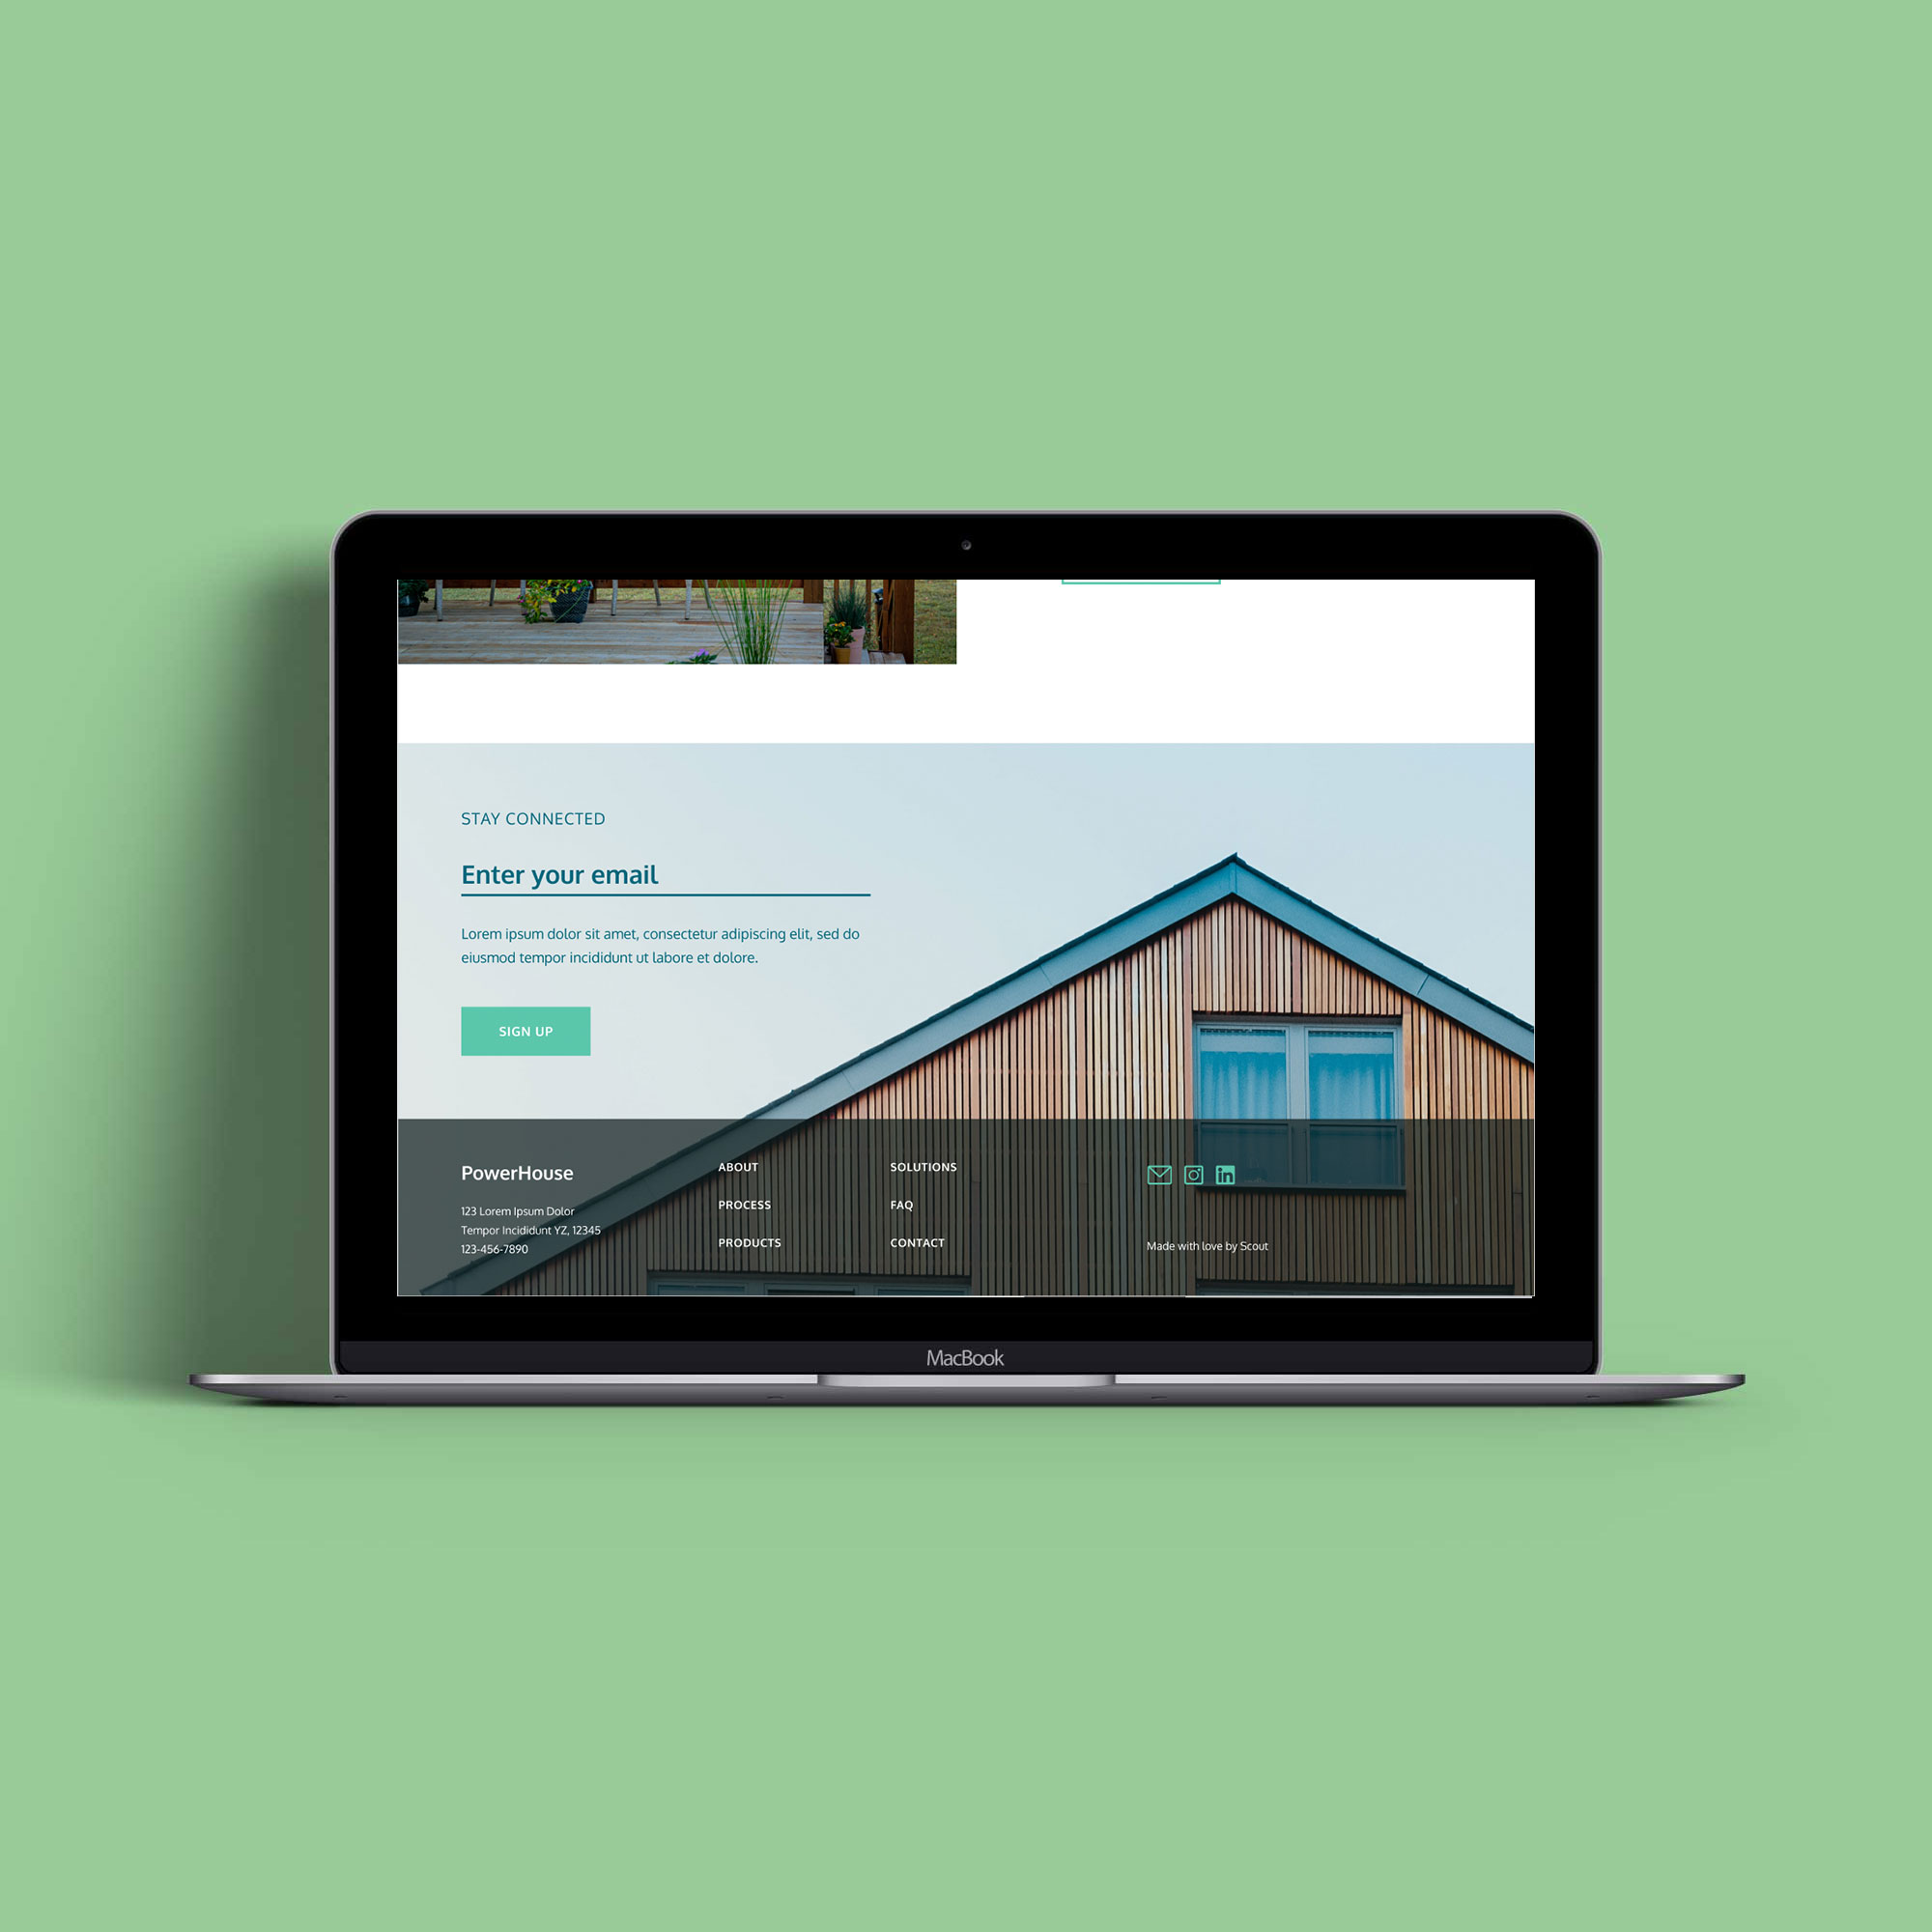 STAY CONNECTED
Enter your email
Lorem ipsum dolor sit amet, consectetur adipiscing elit, sed do
eiusmod tempor incididunt ut labore et dolore.
SIGN UP
PowerHouse
123 Lorem Ipsum Dolor
Tempor Incididunt YZ, 12345
123-456-7890
ABOUT
PROCESS
PRODUCTS
SOLUTIONS
FAQ
CONTACT
in
Made with love by Scout
MacBook